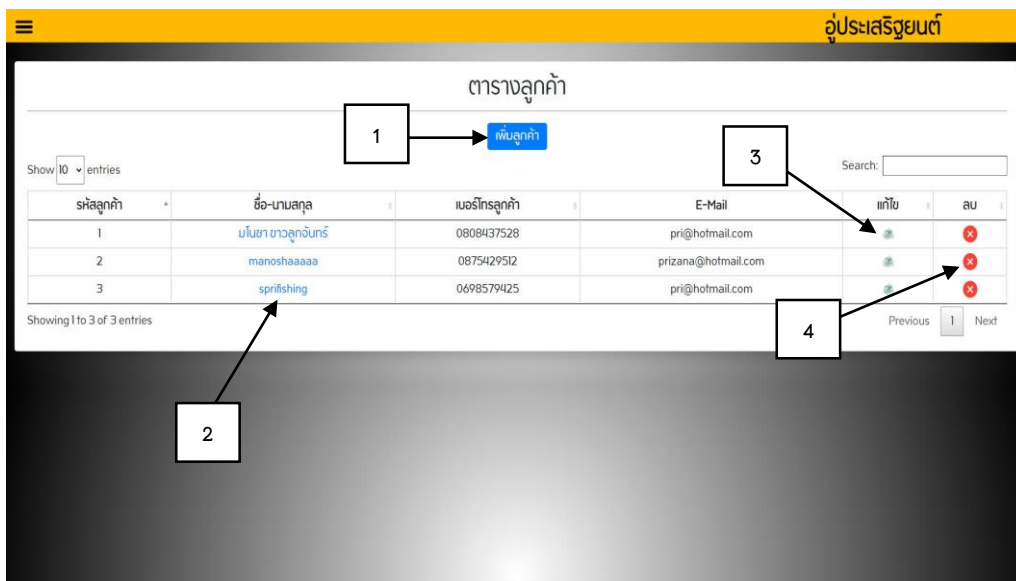 อู่ประเสริฐยนต์
ตารางลูกค้า
1
เพิ่มลูกค้า
3
Show 10 entries
Search:
รหัสลูกค้า ชื่อ-นามสกุล เบอร์โทรลูกค้า E-Mail แก้ไข ลบ
1 มโนชา ขาวลูกจันทร์ 0808437528 pri@hotmail.com
2 manoshaaaaa 0875429512 prizana@hotmail.com
3 sprifishing 0698579425 pri@hotmail.com
Showing 1 to 3 of 3 entries
Previous 1 Next
4
2